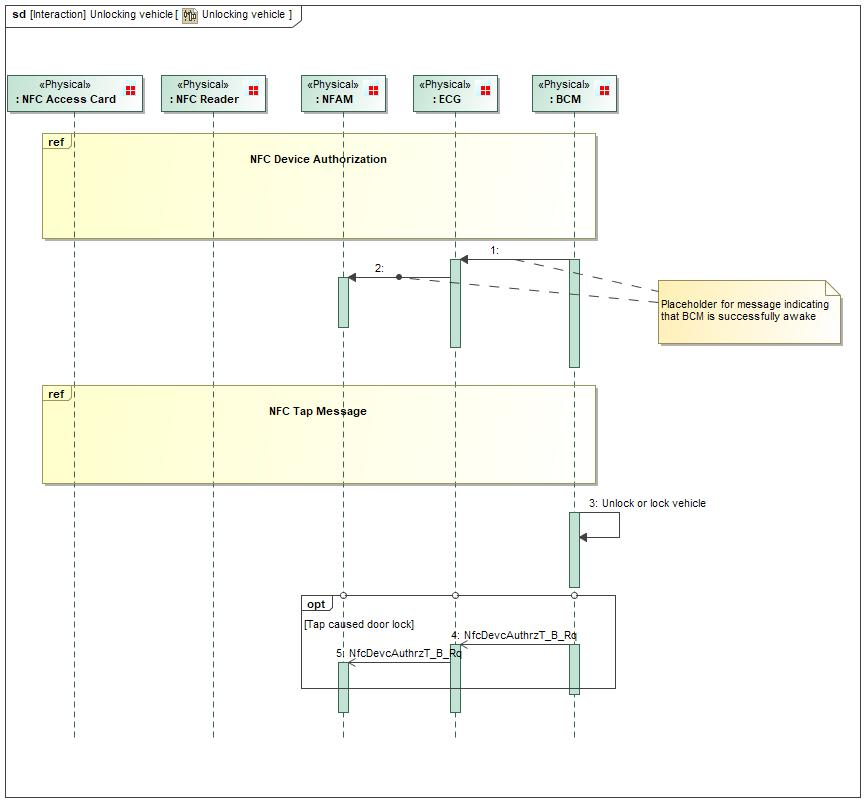 sd [Interaction] Unlocking vehicle [ Unlocking vehicle ]
«Physical»
: NFC Access Card
«Physical»
: NFC Reader
«Physical»
: NFAM
«Physical»
: ECG
«Physical»
: BCM
ref
NFC Device Authorization
1:
2:
Placeholder for message indicating
that BCM is successfully awake
ref
NFC Tap Message
3: Unlock or lock vehicle
opt
[Tap caused door lock]
4: NfcDevcAuthrzT_B_Rq
5: NfcDevcAuthrzT_B_Rq